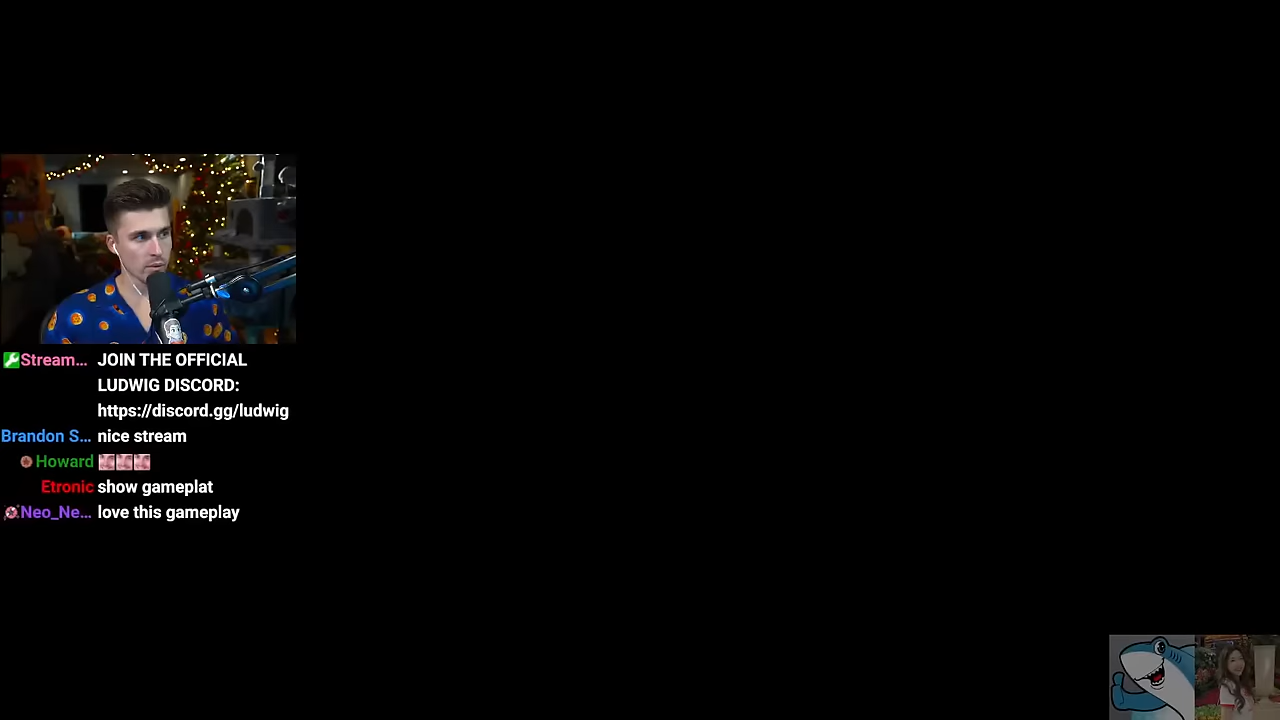 Stream... JOIN THE OFFICIAL
LUDWIG DISCORD:
https://discord.gg/ludwig
Brandon S... nice stream
Howard
Etronic show gameplat
Neo_Ne... love this gameplay